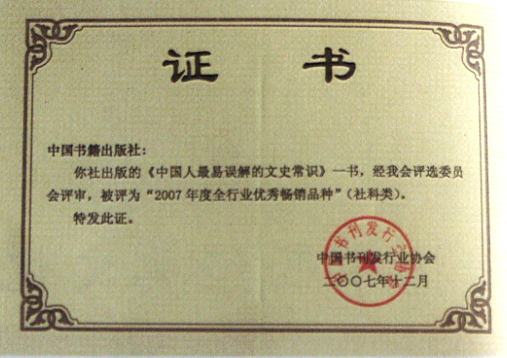 证 书
中国书籍出版社：
你社出版的《中国人最易误解的文史常识》一书，经我会评选委员
会评审，被评为“2007年度全行业优秀畅销品种”（社科类）。
特发此证。
中国书刊发行业协会
二〇〇七年十二月